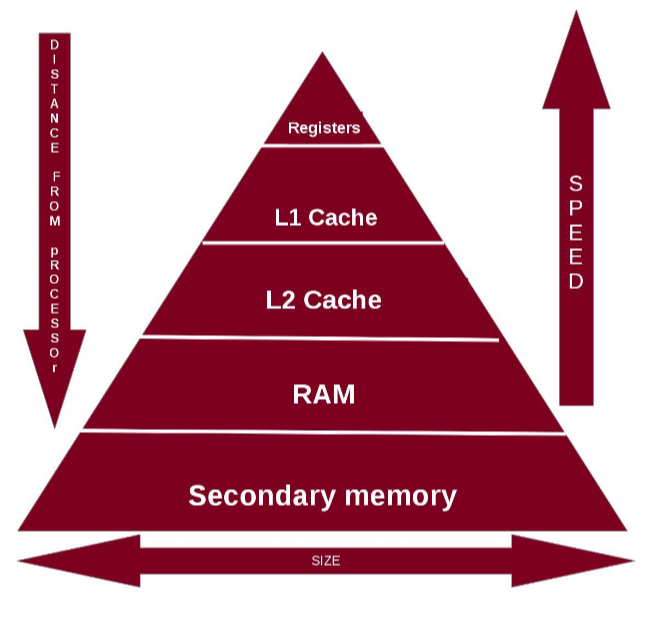 DISTANCE FROM pROCESSOr
SPEED
Registers
L1 Cache
L2 Cache
RAM
Secondary memory
SIZE